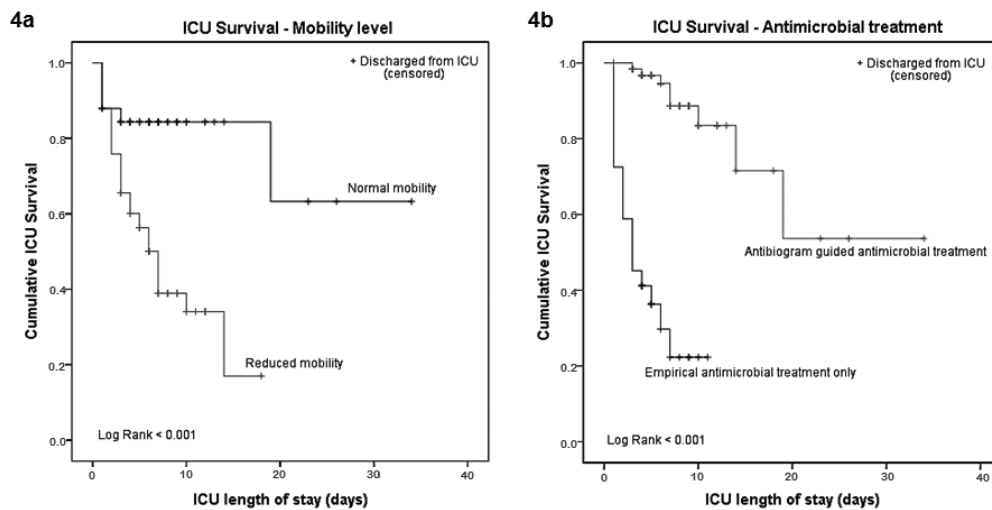 4a
ICU Survival - Mobility level
+ Discharged from ICU
(censored)
1.0
0.8
0.6
0.4
0.2
0.0
Cumulative ICU Survival
Normal mobility
Reduced mobility
Log Rank < 0.001
0
10
20
30
40
ICU length of stay (days)
4b
ICU Survival - Antimicrobial treatment
+ Discharged from ICU
(censored)
1.0
0.8
0.6
0.4
0.2
0.0
Cumulative ICU Survival
Antibiogram guided antimicrobial treatment
Empirical antimicrobial treatment only
Log Rank < 0.001
0
10
20
30
40
ICU length of stay (days)